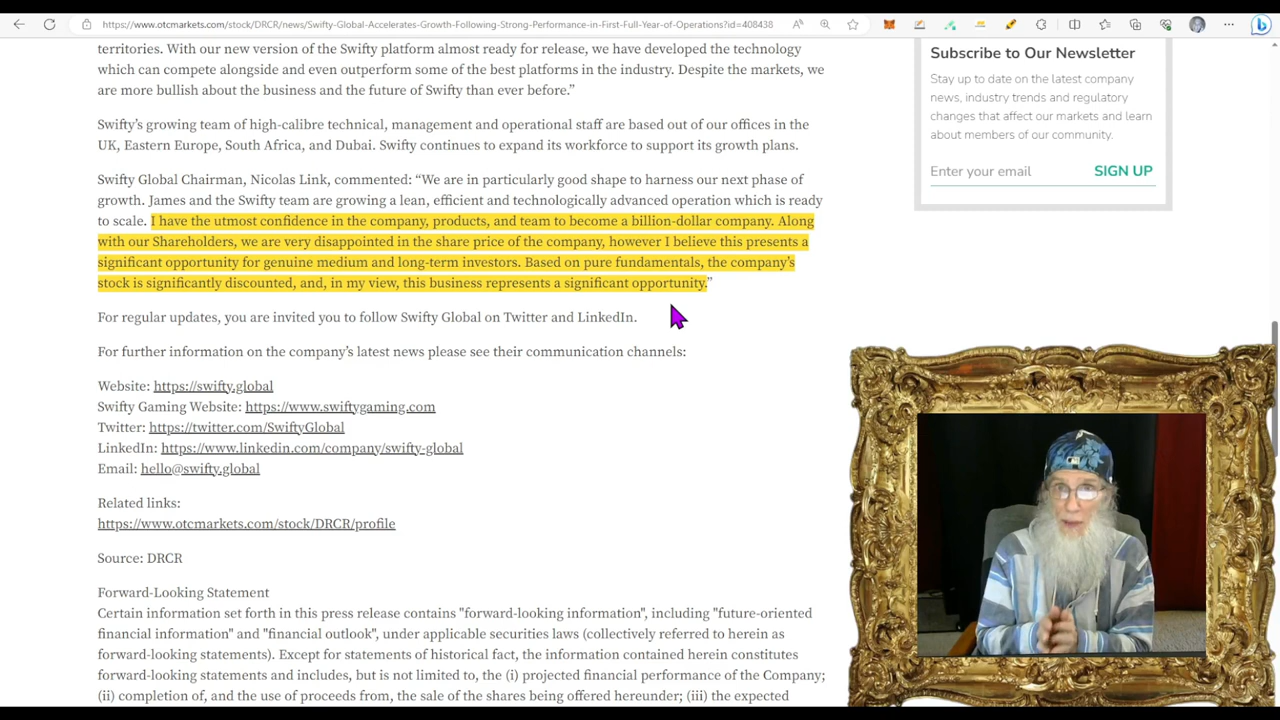 https://www.otcmarkets.com/stock/DRCR/news/Swifty-Global-Accelerates-Growth-Following-Strong-Performance-in-First-Full-Year-of-Operations?id=408438
territories. With our new version of the Swifty platform almost ready for release, we have developed the technology
which can compete alongside and even outperform some of the best platforms in the industry. Despite the markets, we
are more bullish about the business and the future of Swifty than ever before.”
Swifty’s growing team of high-calibre technical, management and operational staff are based out of our offices in the
UK, Eastern Europe, South Africa, and Dubai. Swifty continues to expand its workforce to support its growth plans.
Swifty Global Chairman, Nicolas Link, commented: “We are in particularly good shape to harness our next phase of
growth. James and the Swifty team are growing a lean, efficient and technologically advanced operation which is ready
to scale. I have the utmost confidence in the company, products, and team to become a billion-dollar company. Along
with our Shareholders, we are very disappointed in the share price of the company, however I believe this presents a
significant opportunity for genuine medium and long-term investors. Based on pure fundamentals, the company’s
stock is significantly discounted, and, in my view, this business represents a significant opportunity.”
For regular updates, you are invited you to follow Swifty Global on Twitter and LinkedIn.
For further information on the company’s latest news please see their communication channels:
Website: https://swifty.global
Swifty Gaming Website: https://www.swiftygaming.com
Twitter: https://twitter.com/SwiftyGlobal
LinkedIn: https://www.linkedin.com/company/swifty-global
Email: hello@swifty.global
Related links:
https://www.otcmarkets.com/stock/DRCR/profile
Source: DRCR
Forward-Looking Statement
Certain information set forth in this press release contains "forward-looking information", including "future-oriented
financial information" and "financial outlook", under applicable securities laws (collectively referred to herein as
forward-looking statements). Except for statements of historical fact, the information contained herein constitutes
forward-looking statements and includes, but is not limited to, the (i) projected financial performance of the Company;
(ii) completion of, and the use of proceeds from, the sale of the shares being offered hereunder; (iii) the expected
Subscribe to Our Newsletter
Stay up to date on the latest company
news, industry trends and regulatory
changes that affect our markets and learn
about members of our community.
Enter your email SIGN UP